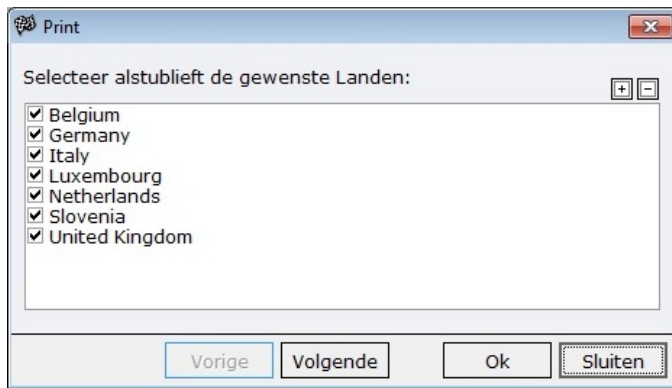 Print
Selecteer alstublieft de gewenste Landen:
Belgium
Germany
Italy
Luxembourg
Netherlands
Slovenia
United Kingdom
Vorige Volgende Ok Sluiten